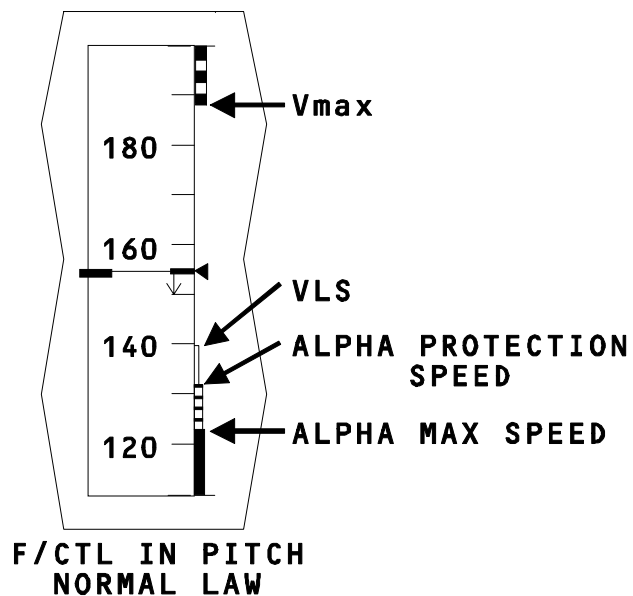 Vmax
180
160
VLS
140
ALPHA PROTECTION
SPEED
120
ALPHA MAX SPEED
F/CTL IN PITCH
NORMAL LAW